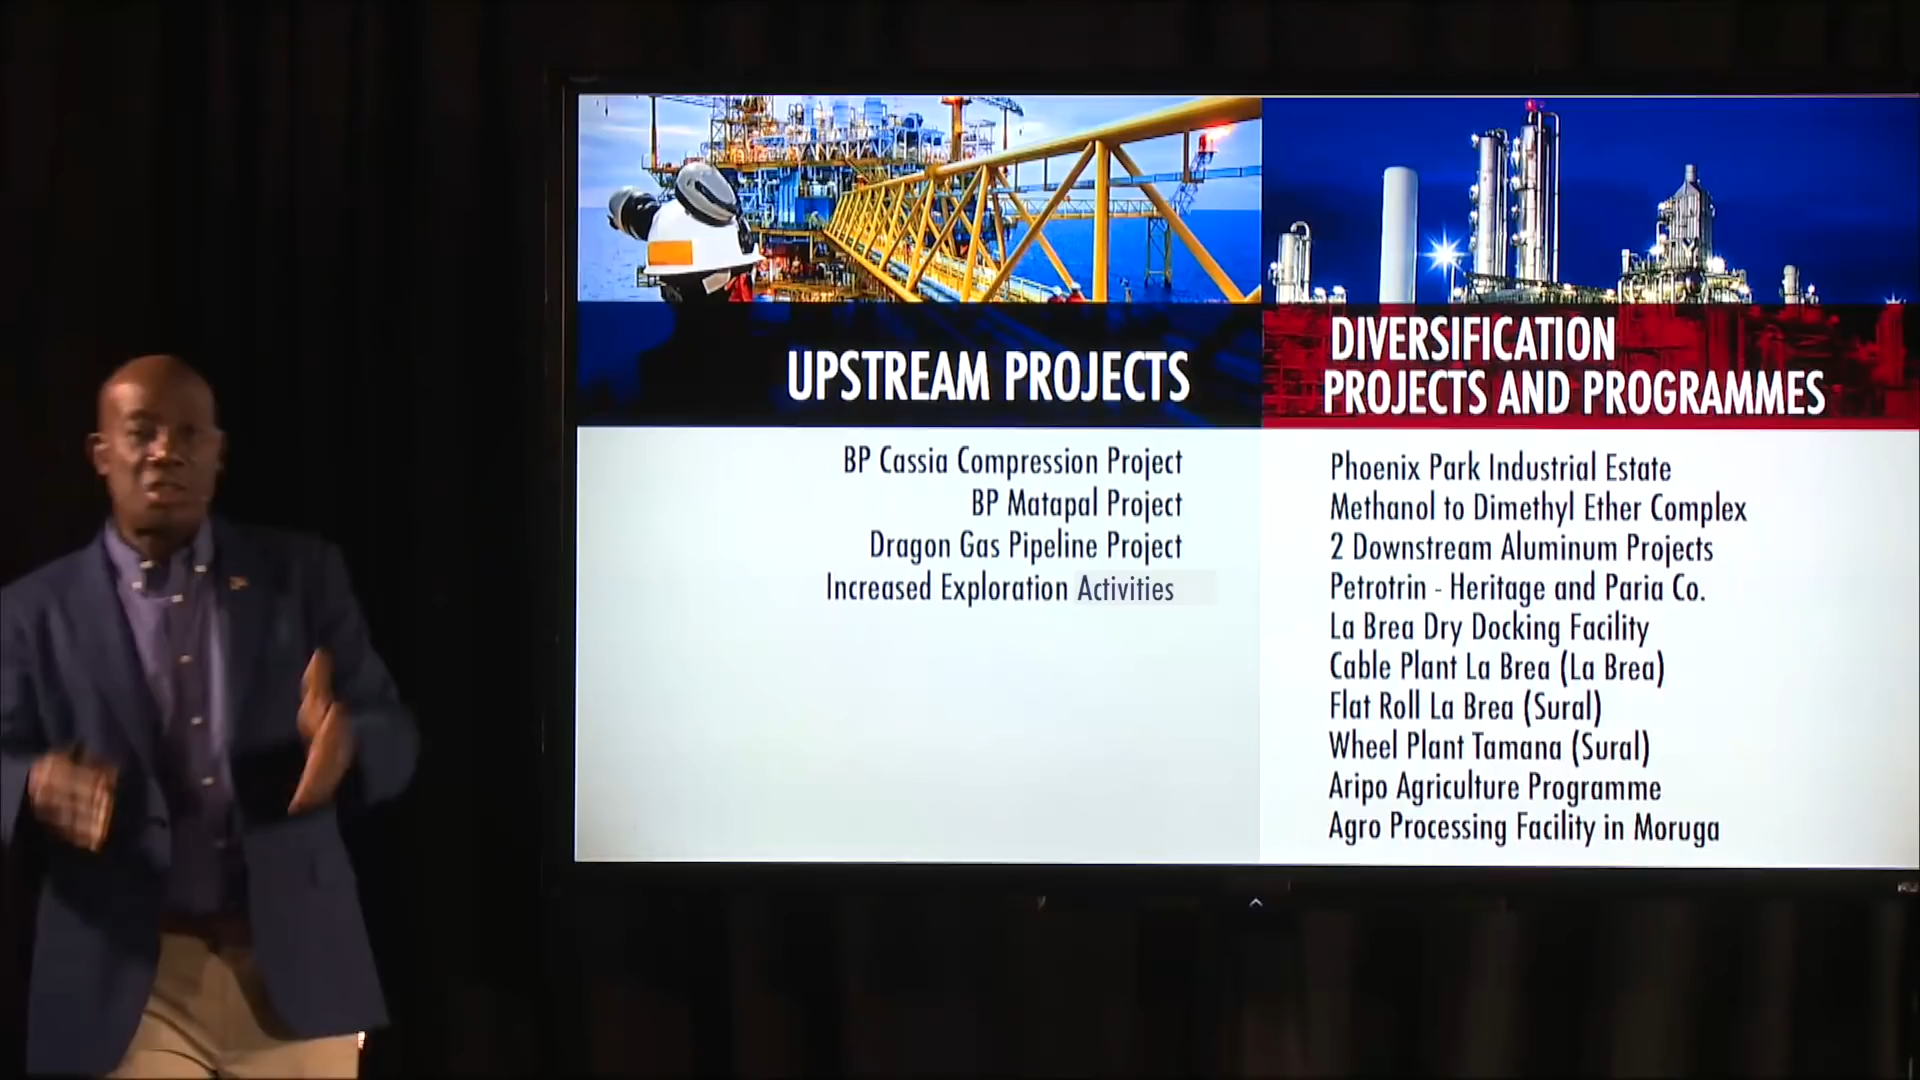 UPSTREAM PROJECTS
BP Cassia Compression Project
BP Matapal Project
Dragon Gas Pipeline Project
Increased Exploration Activities
DIVERSIFICATION
PROJECTS AND PROGRAMMES
Phoenix Park Industrial Estate
Methanol to Dimethyl Ether Complex
2 Downstream Aluminum Projects
Petrotrin - Heritage and Paria Co.
La Brea Dry Docking Facility
Cable Plant La Brea (La Brea)
Flat Roll La Brea (Sural)
Wheel Plant Tamana (Sural)
Aripo Agriculture Programme
Agro Processing Facility in Moruga